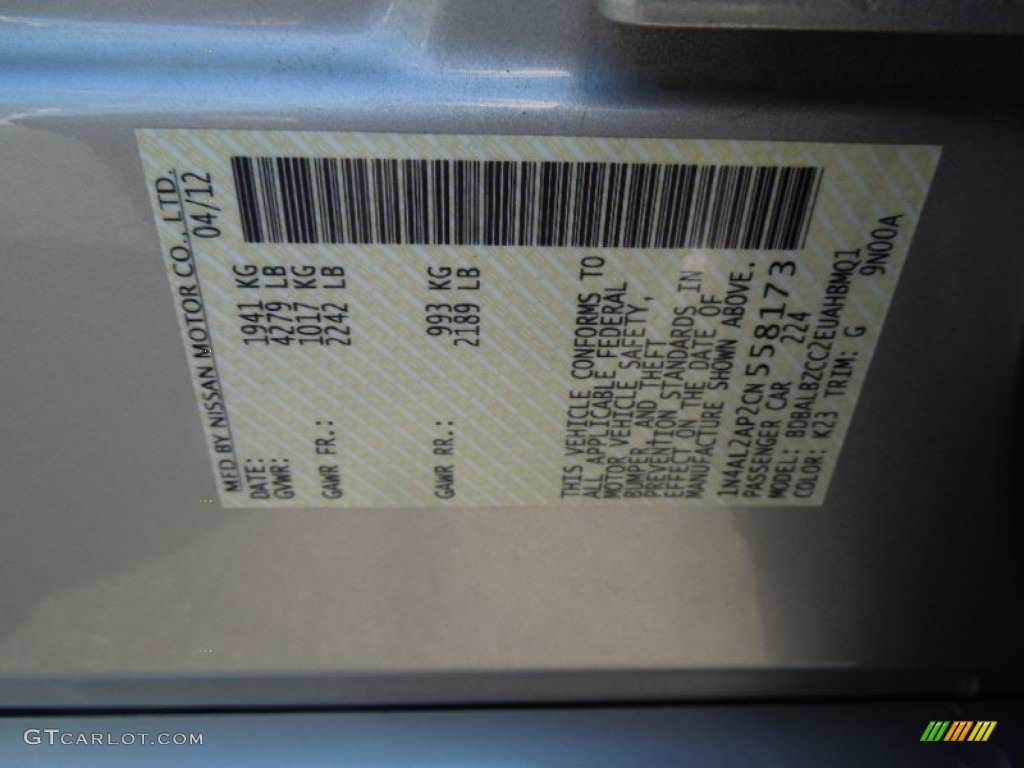 MFD BY NISSAN MOTOR CO., LTD.
DATE: 04/12
GVWR: 1941 KG
4279 LB
GAWR FR.: 1017 KG
2242 LB
GAWR RR.: 993 KG
2189 LB
THIS VEHICLE CONFORMS TO
ALL APPLICABLE FEDERAL
MOTOR VEHICLE SAFETY,
BUMPER, AND THEFT
PREVENTION STANDARDS IN
EFFECT ON THE DATE OF
MANUFACTURE SHOWN ABOVE.
1N4AL2AP2CN558173
PASSENGER CAR 224
MODEL: BDBALBZCC2EUAHBMQ1
COLOR: K23 TRIM: G 9N00A
GTCARLOT.COM